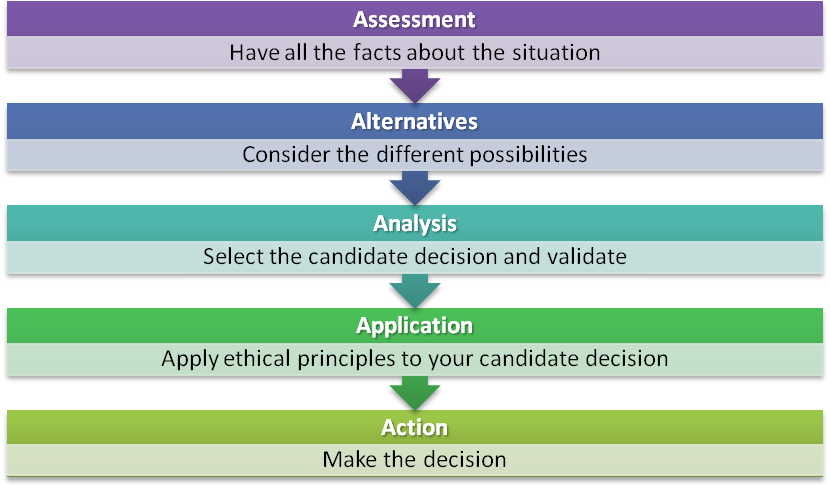 Assessment
Have all the facts about the situation
Alternatives
Consider the different possibilities
Analysis
Select the candidate decision and validate
Application
Apply ethical principles to your candidate decision
Action
Make the decision